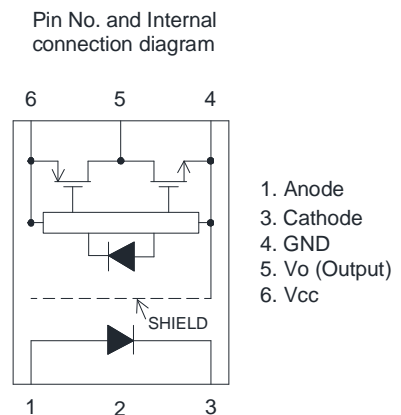 Pin No. and Internal
connection diagram
6 5 4
SHIELD
1 2 3
1. Anode
3. Cathode
4. GND
5. Vo (Output)
6. Vcc